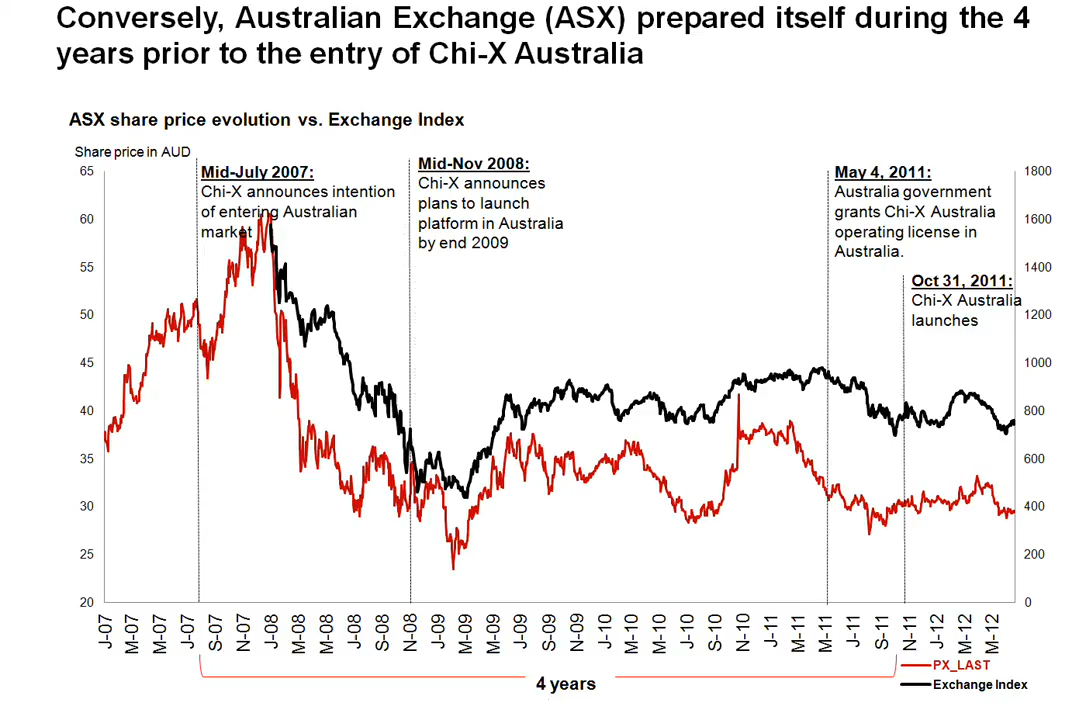 Conversely, Australian Exchange (ASX) prepared itself during the 4
years prior to the entry of Chi-X Australia
ASX share price evolution vs. Exchange Index
Share price in AUD
Mid-July 2007:
Chi-X announces intention
of entering Australian
market
Mid-Nov 2008:
Chi-X announces
plans to launch
platform in Australia
by end 2009
May 4, 2011:
Australia government
grants Chi-X Australia
operating license in
Australia.
Oct 31, 2011:
Chi-X Australia
launches
65
60
55
50
45
40
35
30
25
20
1800
1600
1400
1200
1000
800
600
400
200
0
J-07
M-07
M-07
J-07
S-07
N-07
J-08
M-08
M-08
J-08
S-08
N-08
J-09
M-09
M-09
J-09
S-09
N-09
J-10
M-10
M-10
J-10
S-10
N-10
J-11
M-11
M-11
J-11
S-11
N-11
J-12
M-12
M-12
4 years
PX_LAST
Exchange Index